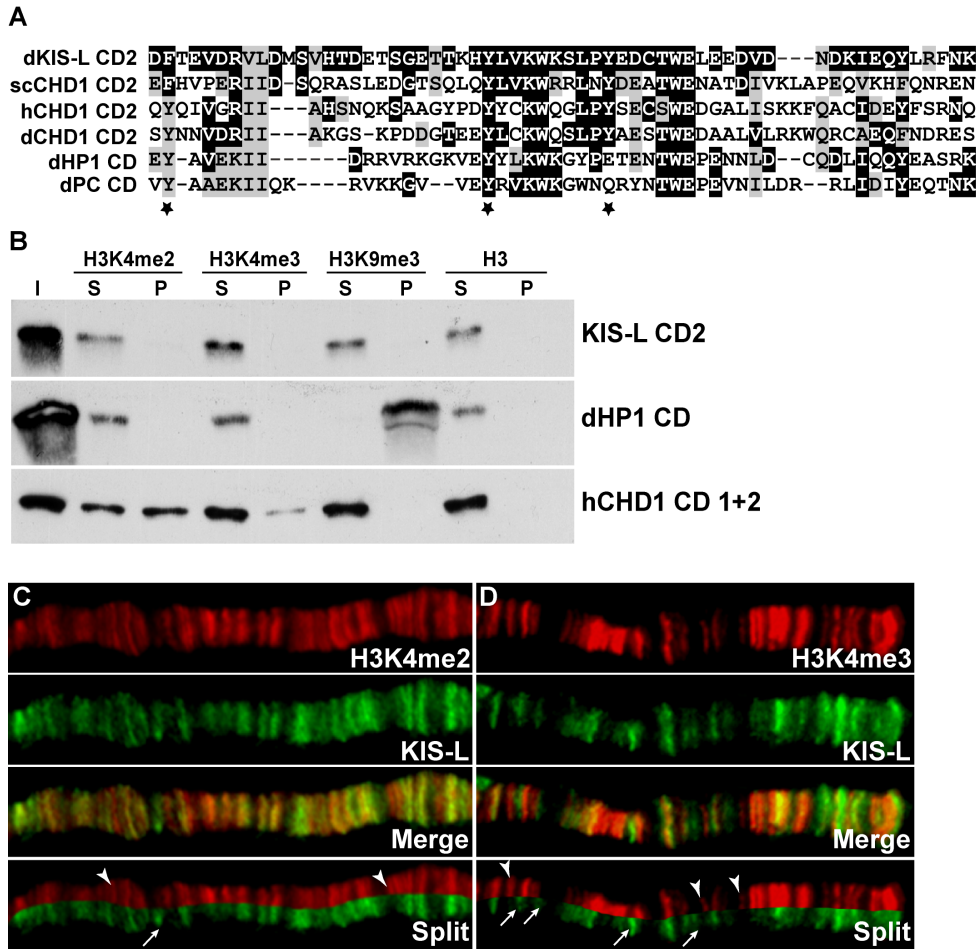 A
dKIS-L CD2 DFTEVDRVLDMSVHTDETSGETTKHYLVKWKSLPYEDCTWELEEDVD---NDKIEQYLRFNK
scCHD1 CD2 EFHVPERIID-SQRASLEDGTSQLQYLVKWRRLNYDEATWENATDIVKLAPEQVKHFQNREN
hCHD1 CD2 QYQIVGRII---AHSNQKSAAGYPDYYCKWQGLPYSECSWEDGALISKKFQACIDEYFSRNQ
dCHD1 CD2 SYNNVDRII---AKGS-KPDDGTEEYLCKWQSLPYAESTWEDAALVLRKWQRCAEQFNDRES
dHP1 CD EY-AVEKII------DRRVRKGKVEYYLKWKGYPETENTWEPENNLD--CQDLIQQYEASRK
dPC CD VY-AAEKIIQK----RVKKGV--VEYRVKWKGWNQRYNTWEPEVNILDR--RLIDIYEQTNK
B
H3K4me2 H3K4me3 H3K9me3 H3
I S P S P S P S P
KIS-L CD2
dHP1 CD
hCHD1 CD 1+2
C D
H3K4me2 H3K4me3
KIS-L KIS-L
Merge Merge
Split Split